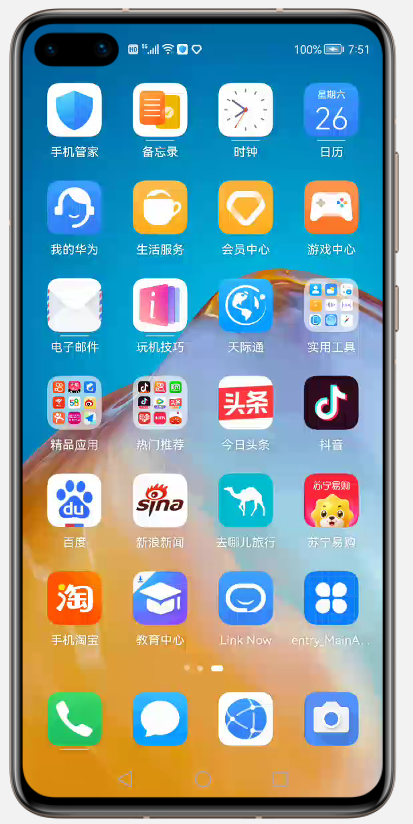 HD 5G 100% 7:51
星期六
26
手机管家 备忘录 时钟 日历
我的华为 生活服务 会员中心 游戏中心
i
电子邮件 玩机技巧 天际通 实用工具
头条
精品应用 热门推荐 今日头条 抖音
du sina 苏宁易购
百度 新浪新闻 去哪儿旅行 苏宁易购
淘
手机淘宝 教育中心 Link Now entry_MainA...